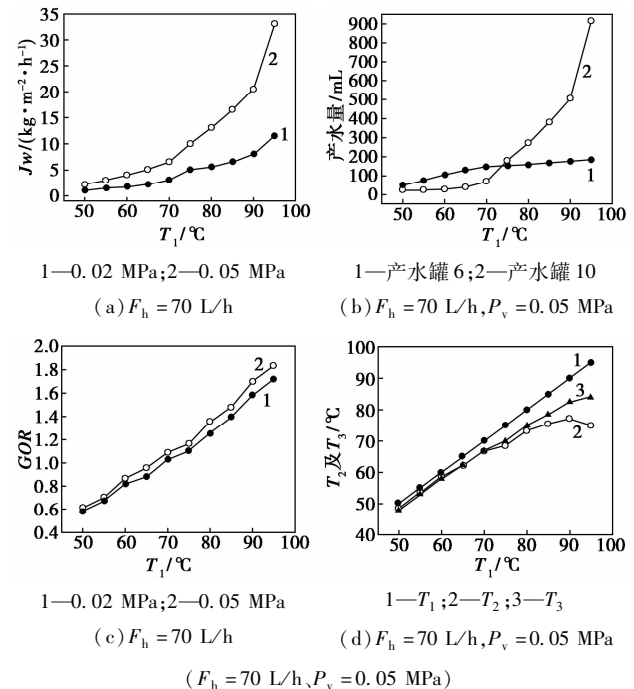 35
30
25
20
15
10
5
0
Jw/(kg·m⁻²·h⁻¹)
2
1
50 60 70 80 90 100
T₁/℃
1—0.02 MPa;2—0.05 MPa
(a)Fₕ=70 L/h
900
800
700
600
500
400
300
200
100
0
产水量/mL
2
1
50 60 70 80 90 100
T₁/℃
1—产水罐6;2—产水罐10
(b)Fₕ=70 L/h,Pᵥ=0.05 MPa
2.0
1.8
1.6
1.4
1.2
1.0
0.8
0.6
0.4
GOR
2
1
50 60 70 80 90 100
T₁/℃
1—0.02 MPa;2—0.05 MPa
(c)Fₕ=70 L/h
100
90
80
70
60
50
40
T₂及T₃/℃
1
3
2
50 60 70 80 90 100
T₁/℃
1—T₁;2—T₂;3—T₃
(d)Fₕ=70 L/h,Pᵥ=0.05 MPa
(Fₕ=70 L/h、Pᵥ=0.05 MPa)